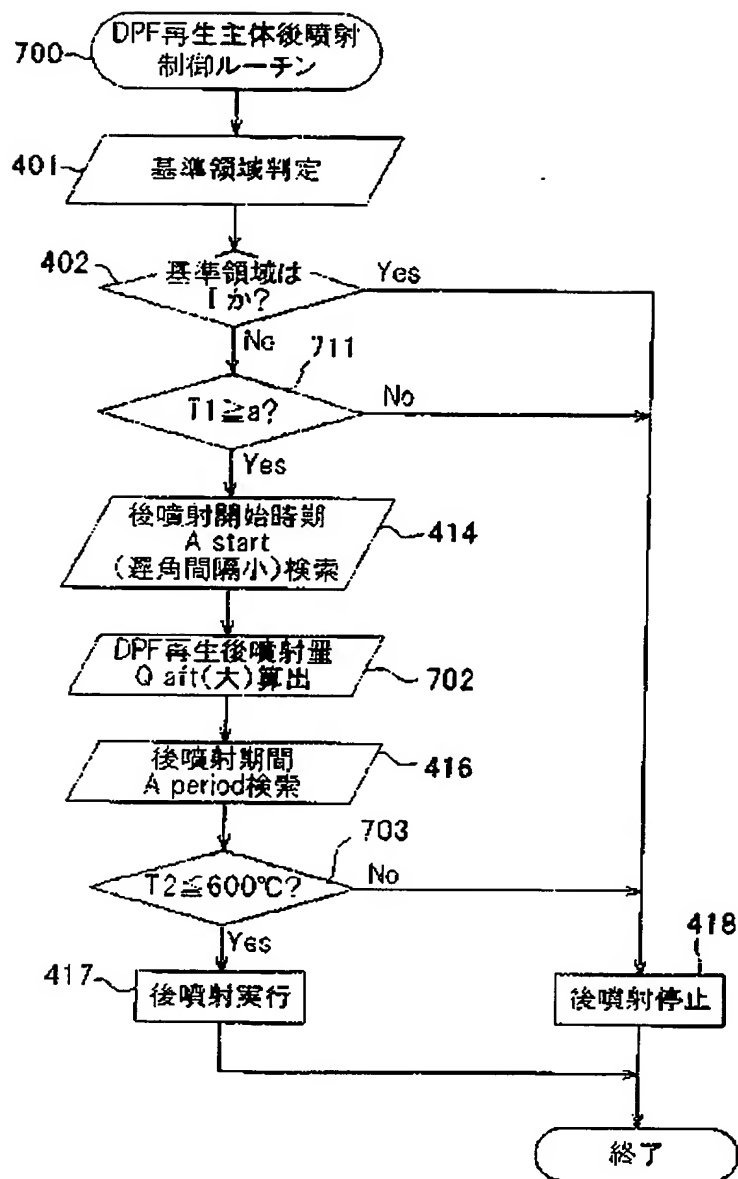 700
DPF再生主体後噴射
制御ルーチン
401
基準領域判定
402
基準領域は
Iか?
Yes
No
711
T1≧a?
No
Yes
後噴射開始時期
A start
(遅角間隔小)検索
414
DPF再生後噴射量
Q aft(大)算出
702
後噴射期間
A period検索
416
703
T2≦600℃?
No
Yes
417
後噴射実行
418
後噴射停止
終了